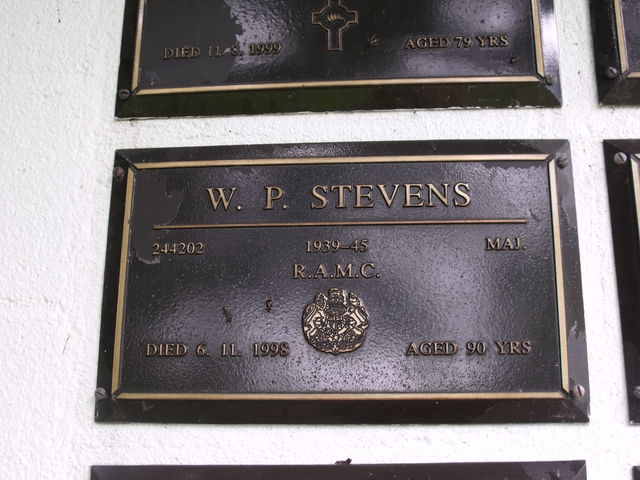 DIED 11. 8. 1999 AGED 79 YRS
W. P. STEVENS
244202 1939–45 MAJ.
R.A.M.C.
DIED 6. 11. 1998 AGED 90 YRS